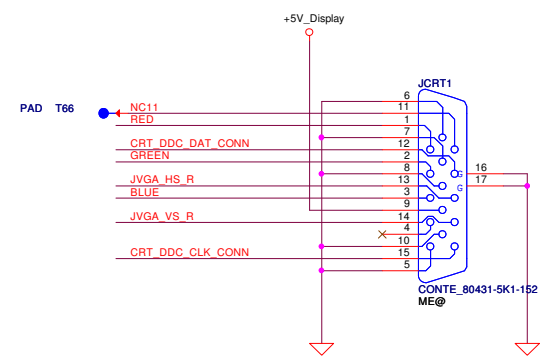 +5V_Display
JCRT1
6
PAD T66
NC11
11
RED
1
7
CRT_DDC_DAT_CONN
12
GREEN
2
8
G
16
JVGA_HS_R
13
G
17
BLUE
3
9
JVGA_VS_R
14
4
10
CRT_DDC_CLK_CONN
15
5
CONTE_80431-5K1-152
ME@